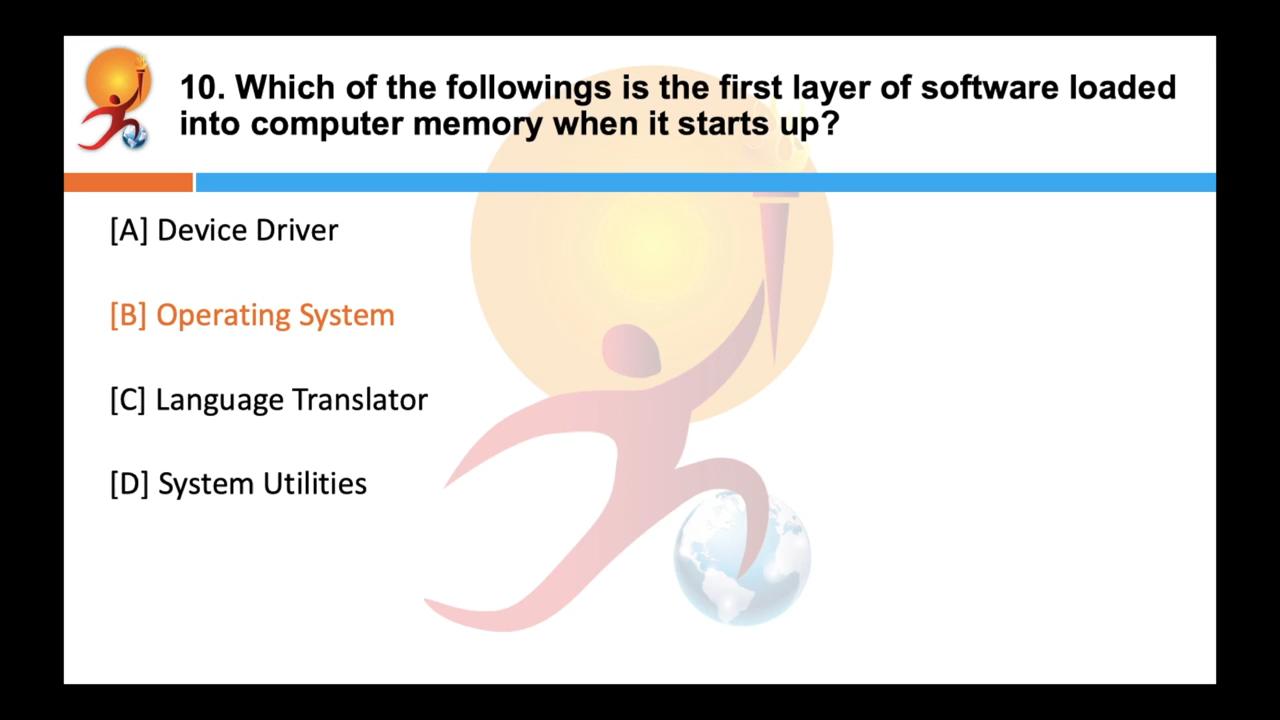 10. Which of the followings is the first layer of software loaded
into computer memory when it starts up?
[A] Device Driver
[B] Operating System
[C] Language Translator
[D] System Utilities